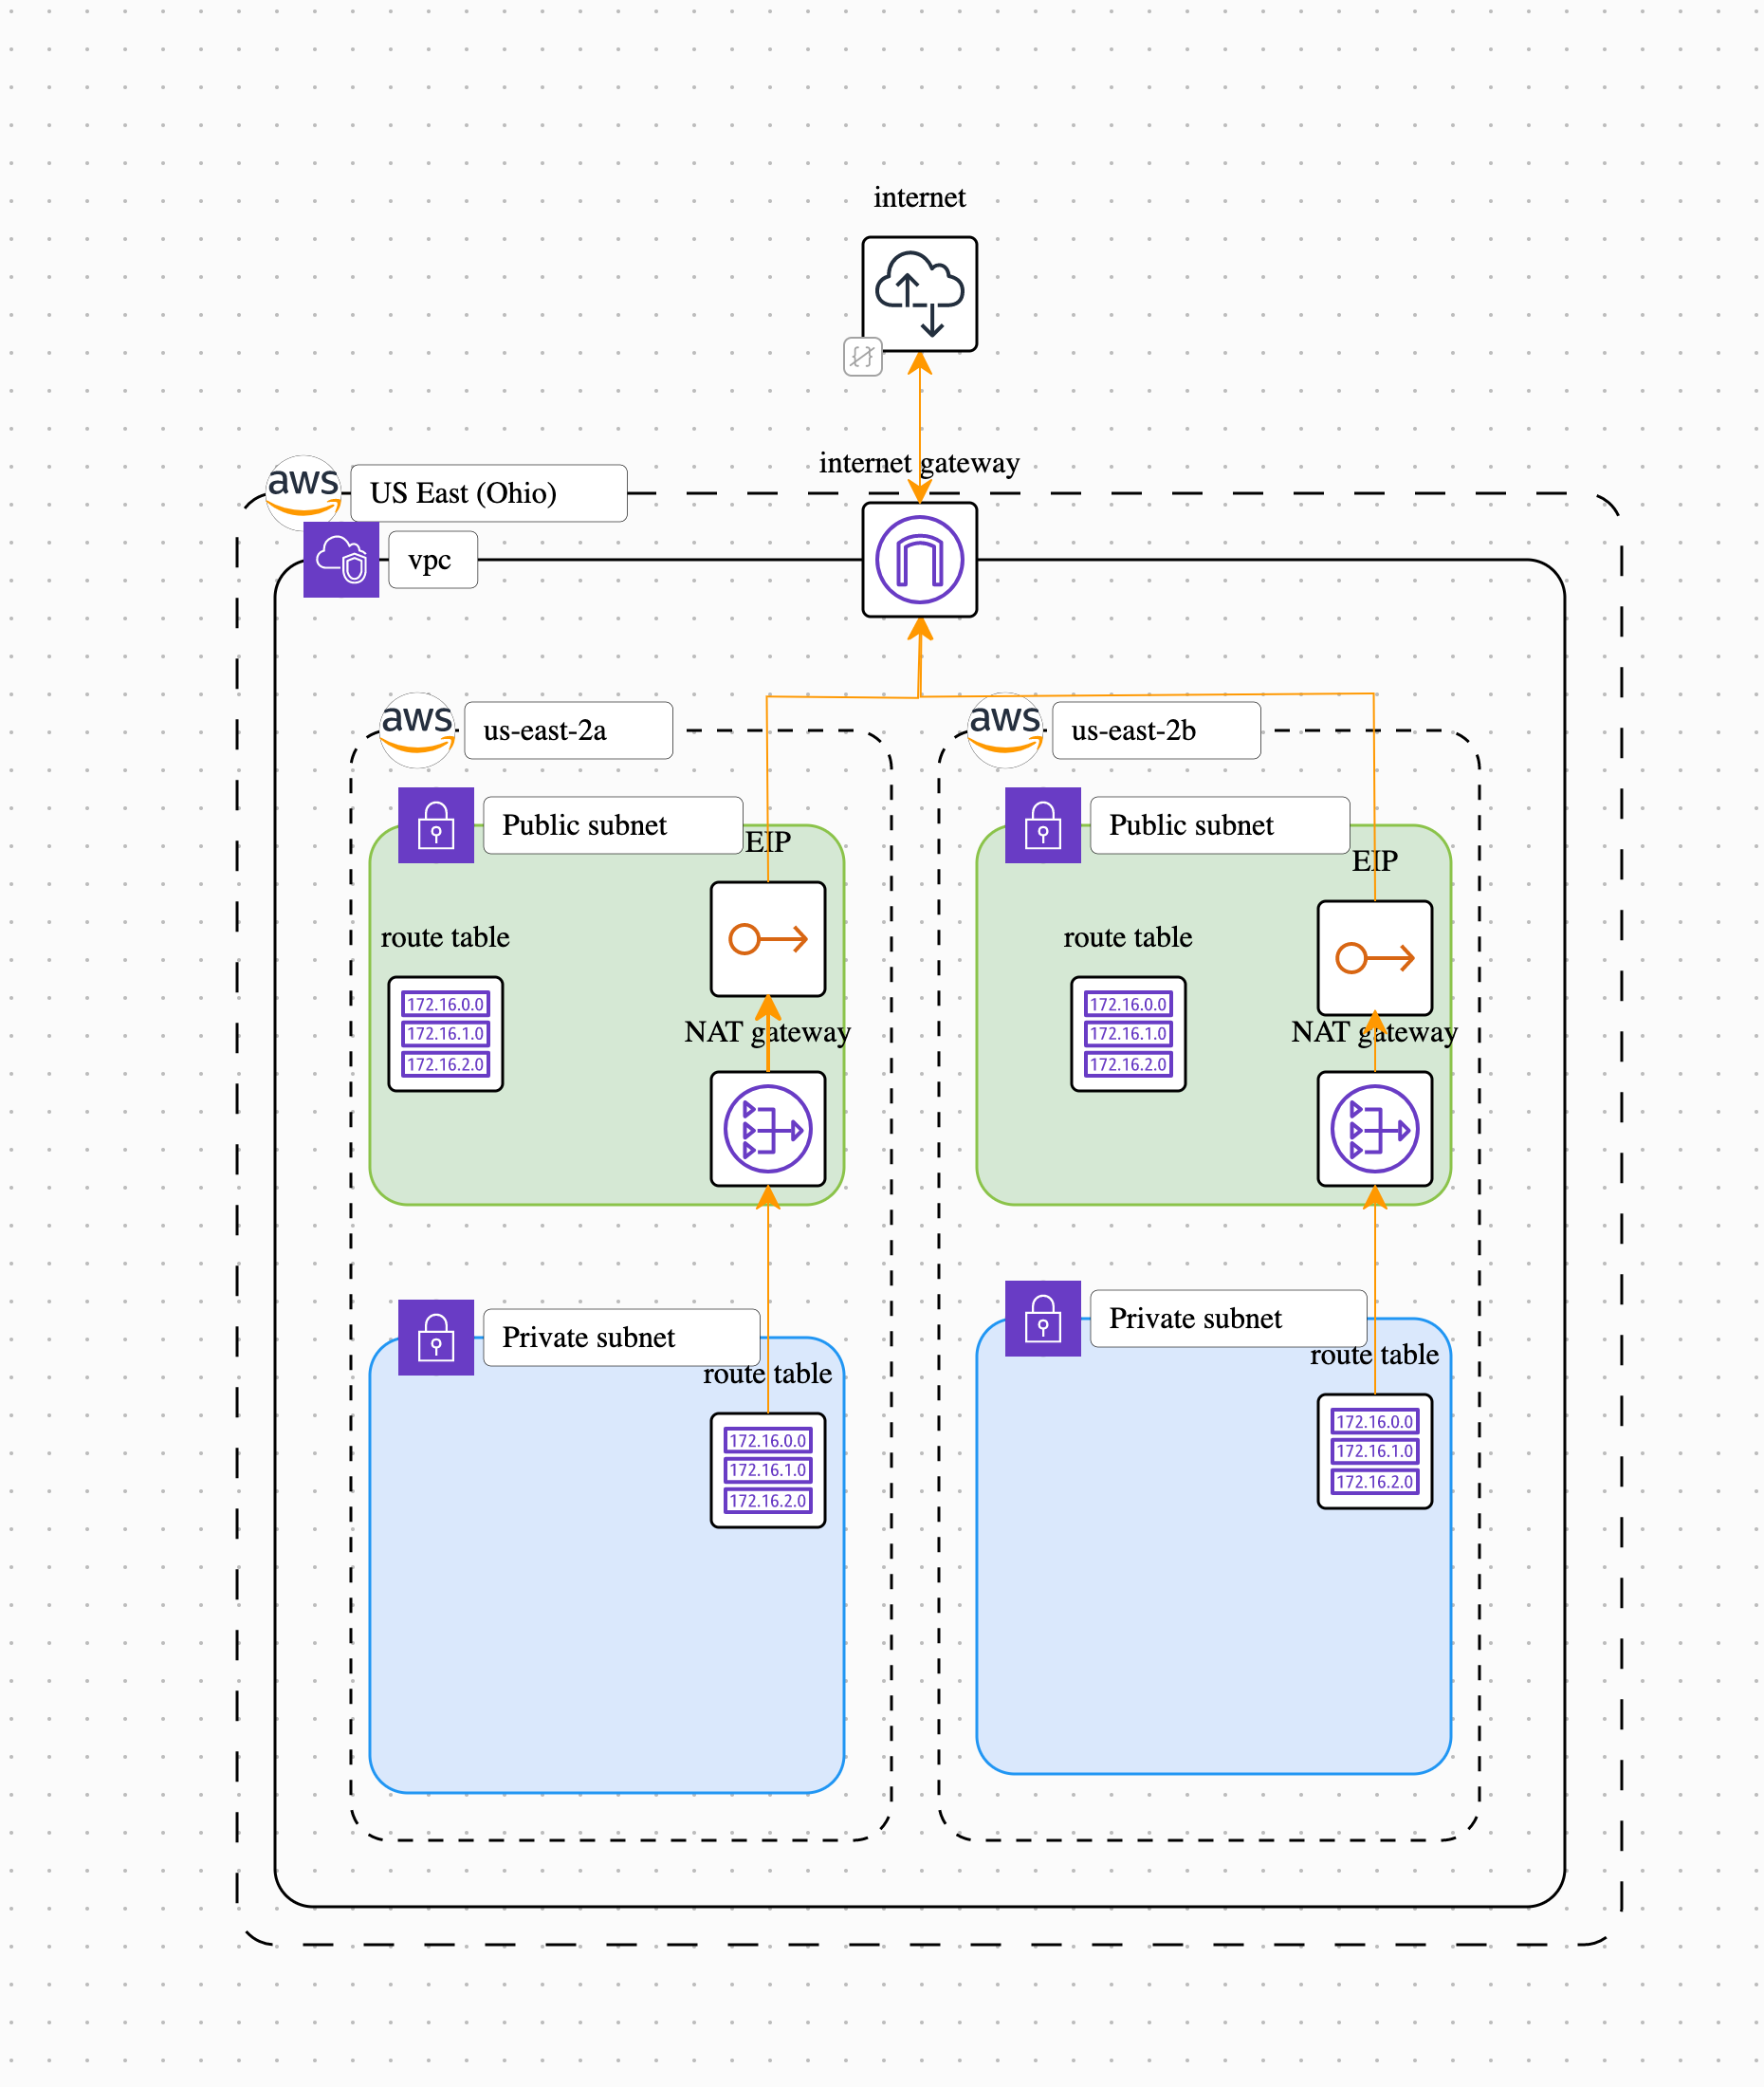 internet
internet gateway
aws
US East (Ohio)
vpc
aws
us-east-2a
aws
us-east-2b
Public subnet
EIP
route table
172.16.0.0
172.16.1.0
172.16.2.0
NAT gateway
Public subnet
EIP
route table
172.16.0.0
172.16.1.0
172.16.2.0
NAT gateway
Private subnet
route table
172.16.0.0
172.16.1.0
172.16.2.0
Private subnet
route table
172.16.0.0
172.16.1.0
172.16.2.0